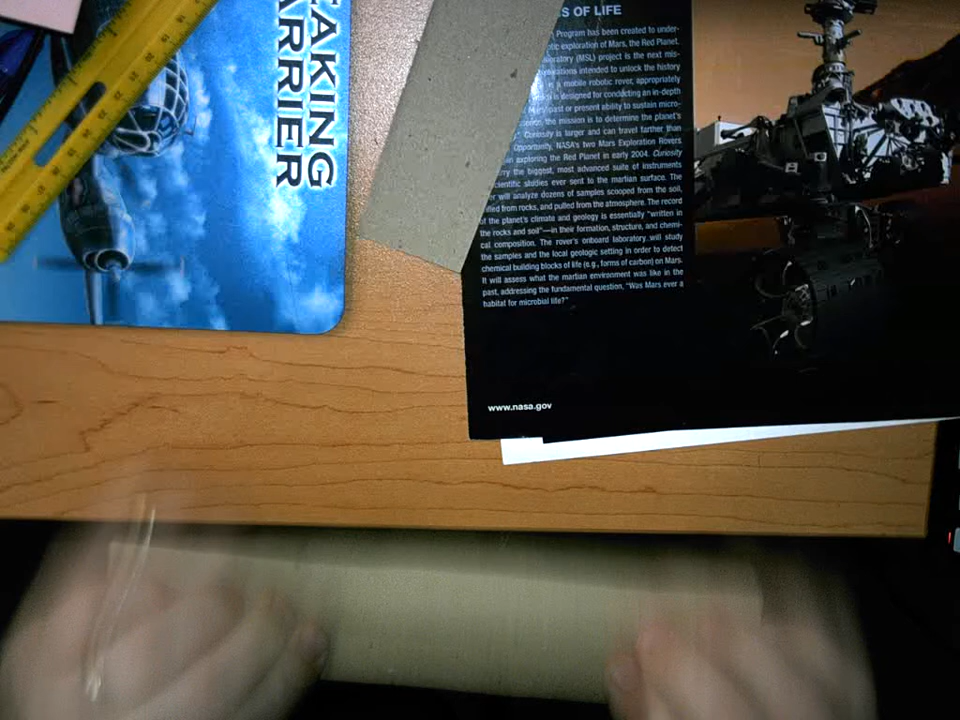 EAKING
ARRIER
S OF LIFE
Program has been created to under-
exploration of Mars, the Red Planet.
(MSL) project is the next mis-
intended to unlock the history
in a mobile robotic rover, appropriately
is designed for conducting an in-depth
past or present ability to sustain micro-
the mission is to determine the planet's
Curiosity is larger and can travel farther than
Opportunity, NASA's two Mars Exploration Rovers
exploring the Red Planet in early 2004. Curiosity
the biggest, most advanced suite of instruments
scientific studies ever sent to the martian surface. The
will analyze dozens of samples scooped from the soil,
from rocks, and pulled from the atmosphere. The record
of the planet's climate and geology is essentially "written in
the rocks and soil"—in their formation, structure, and chemi-
cal composition. The rover's onboard laboratory will study
the samples and the local geologic setting in order to detect
chemical building blocks of life (e.g., forms of carbon) on Mars.
It will assess what the martian environment was like in the
past, addressing the fundamental question, "Was Mars ever a
habitat for microbial life?"
www.nasa.gov